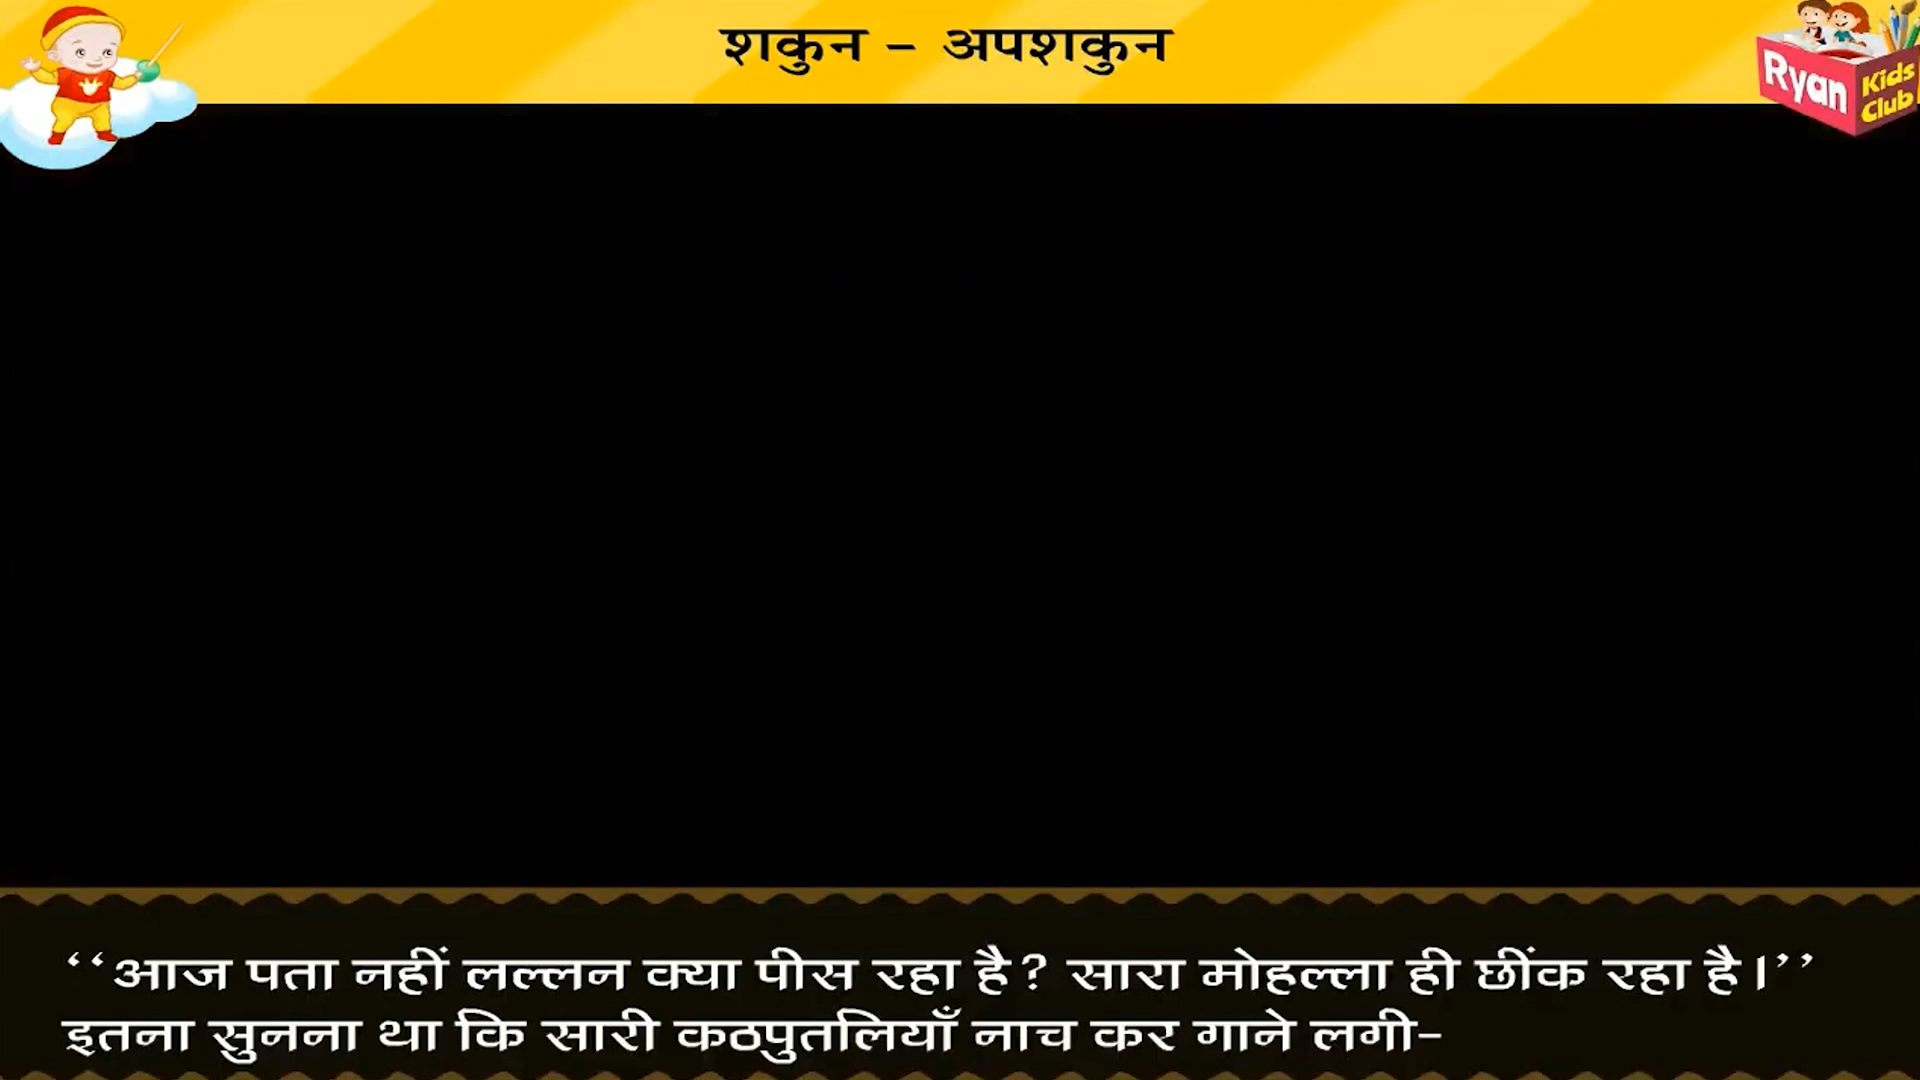 शकुन – अपशकुन
Ryan
Kids
Club
‘‘आज पता नहीं लल्लन क्या पीस रहा है? सारा मोहल्ला ही छींक रहा है।’’
इतना सुनना था कि सारी कठपुतलियाँ नाच कर गाने लगी–